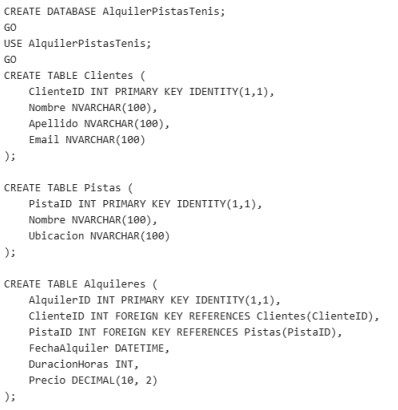 CREATE DATABASE AlquilerPistasTenis;
GO
USE AlquilerPistasTenis;
GO
CREATE TABLE Clientes (
    ClienteID INT PRIMARY KEY IDENTITY(1,1),
    Nombre NVARCHAR(100),
    Apellido NVARCHAR(100),
    Email NVARCHAR(100)
);

CREATE TABLE Pistas (
    PistaID INT PRIMARY KEY IDENTITY(1,1),
    Nombre NVARCHAR(100),
    Ubicacion NVARCHAR(100)
);

CREATE TABLE Alquileres (
    AlquilerID INT PRIMARY KEY IDENTITY(1,1),
    ClienteID INT FOREIGN KEY REFERENCES Clientes(ClienteID),
    PistaID INT FOREIGN KEY REFERENCES Pistas(PistaID),
    FechaAlquiler DATETIME,
    DuracionHoras INT,
    Precio DECIMAL(10, 2)
);